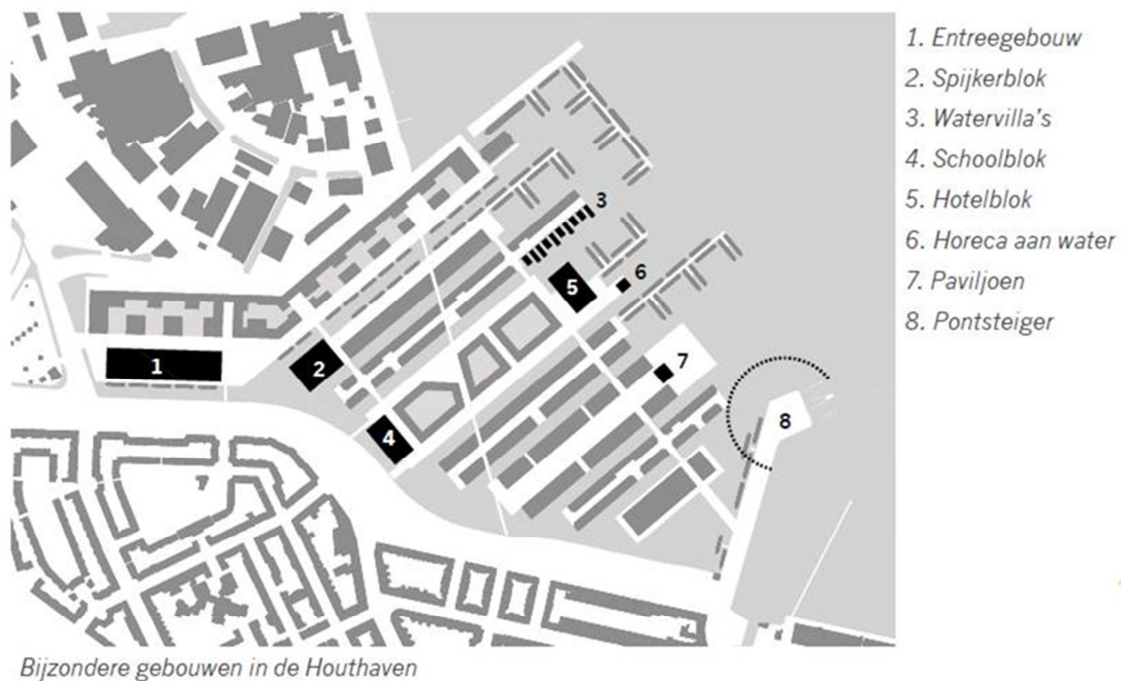 1. Entreegebouw
2. Spijkerblok
3. Watervilla's
4. Schoolblok
5. Hotelblok
6. Horeca aan water
7. Paviljoen
8. Pontsteiger
3
6
5
7
2
1
8
4
Bijzondere gebouwen in de Houthaven